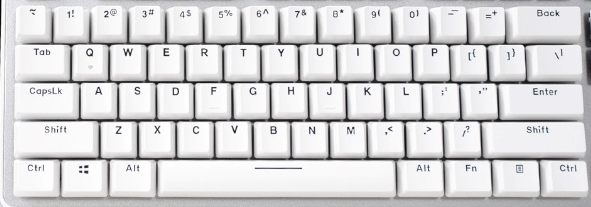 ~ ` 1! 2@ 3# 4$ 5% 6^ 7& 8* 9( 0) -_ =+ Back
Tab Q W E R T Y U I O P [{ ]} \|
CapsLk A S D F G H J K L ;: '" Enter
Shift Z X C V B N M ,< .> /? Shift
Ctrl Alt Alt Fn Ctrl